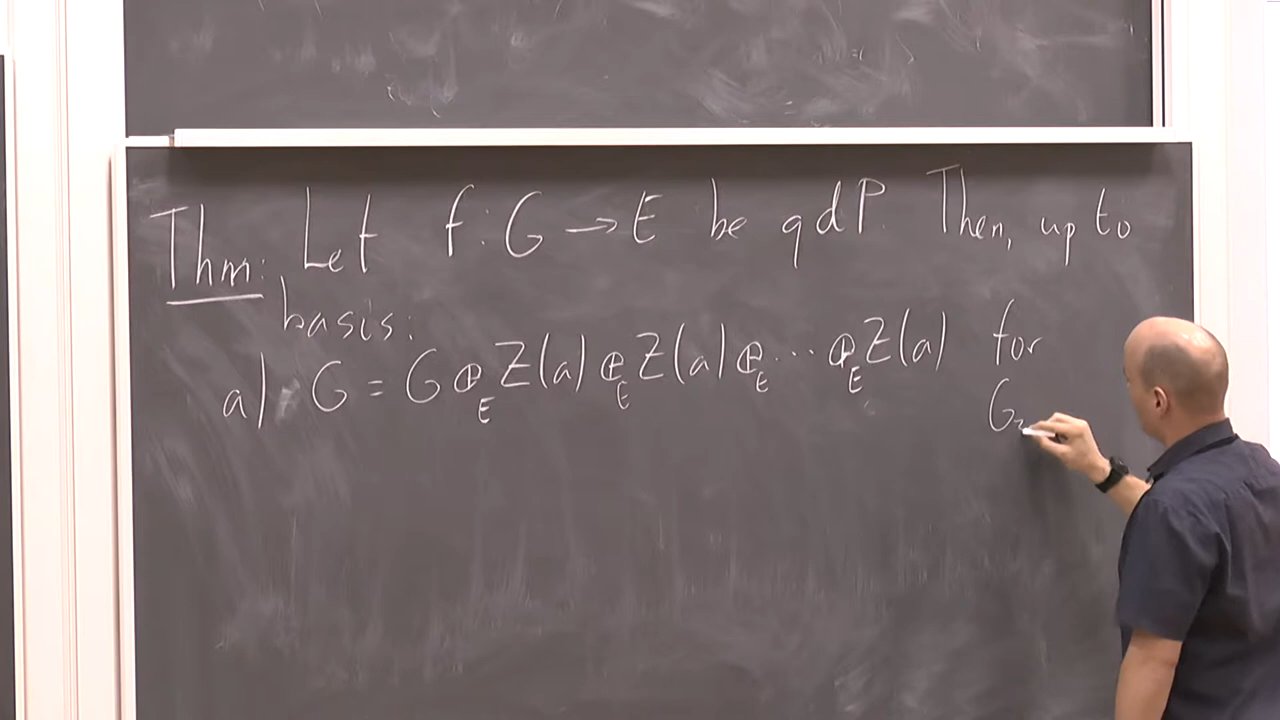 Thm: Let f: G → E be qdP. Then, up to
basis:
a) G = G ⊕_E Z(a) ⊕_E Z(a) ⊕_E ... ⊕_E Z(a) for
G